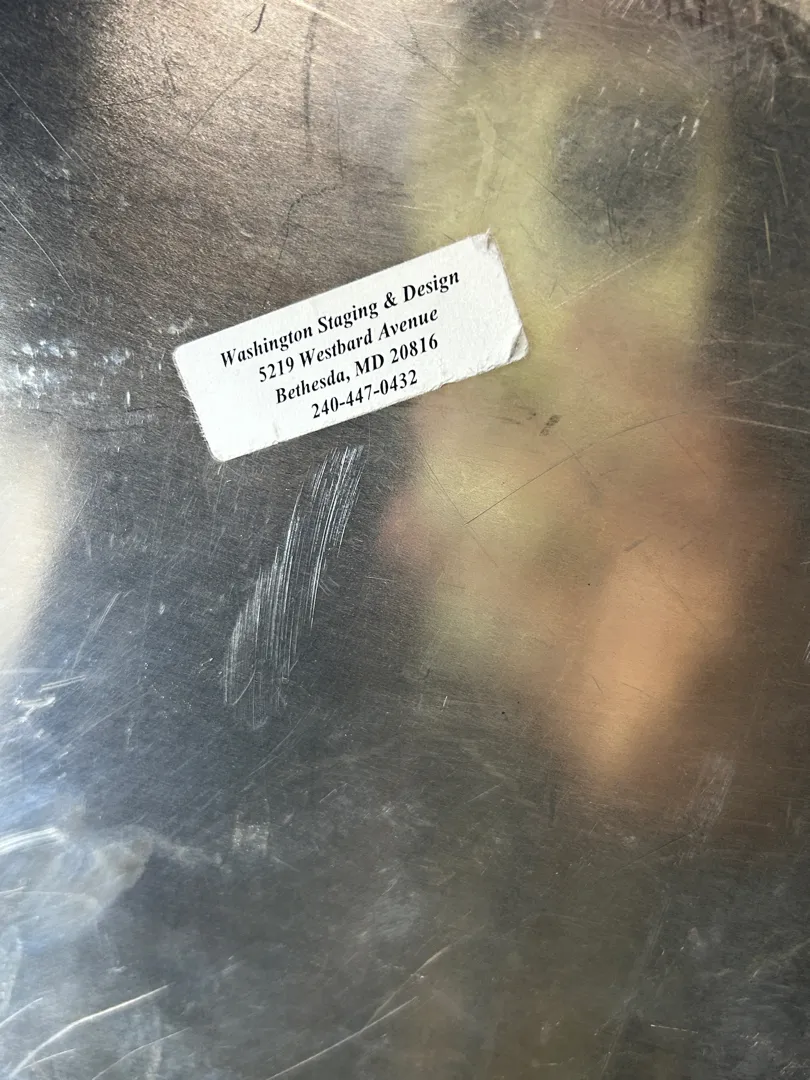 Washington Staging & Design
5219 Westbard Avenue
Bethesda, MD 20816
240-447-0432